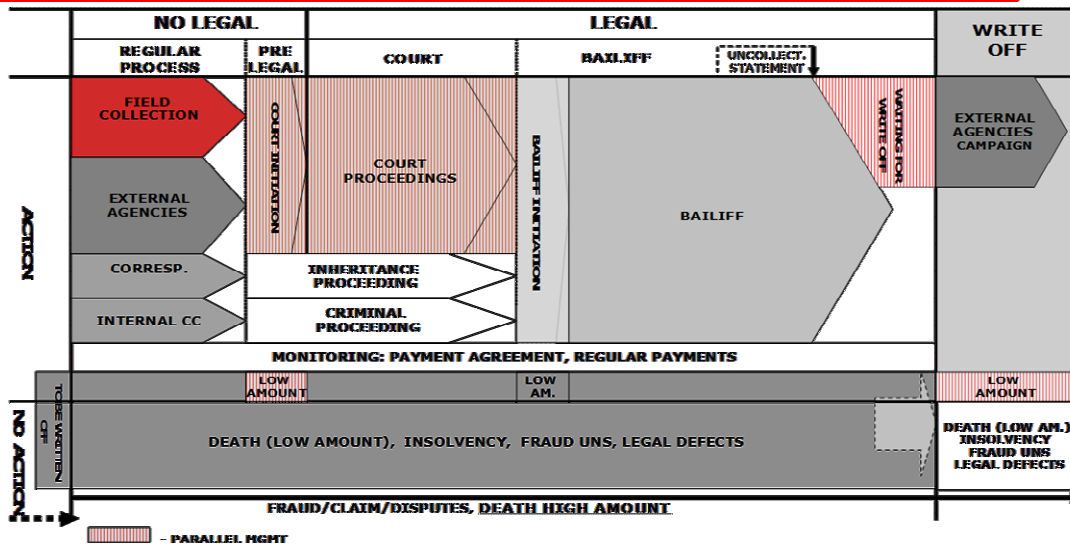 NO LEGAL
LEGAL
WRITE
OFF
REGULAR
PROCESS
PRE
LEGAL
COURT
BAILIFF
UNCOLLECT.
STATEMENT
ACTION
FIELD
COLLECTION
COURT INITIATION
COURT
PROCEEDINGS
BAILIFF INITIATION
BAILIFF
WAITING FOR
WRITE OFF
EXTERNAL
AGENCIES
CAMPAIGN
EXTERNAL
AGENCIES
CORRESP.
INHERITANCE
PROCEEDING
INTERNAL CC
CRIMINAL
PROCEEDING
MONITORING: PAYMENT AGREEMENT, REGULAR PAYMENTS
NO ACTION
TO BE WRITTEN
OFF
LOW
AMOUNT
LOW
AM.
LOW
AMOUNT
DEATH (LOW AMOUNT), INSOLVENCY, FRAUD UNS, LEGAL DEFECTS
DEATH (LOW AM.)
INSOLVENCY
FRAUD UNS
LEGAL DEFECTS
FRAUD/CLAIM/DISPUTES, DEATH HIGH AMOUNT
- PARALLEL MGMT